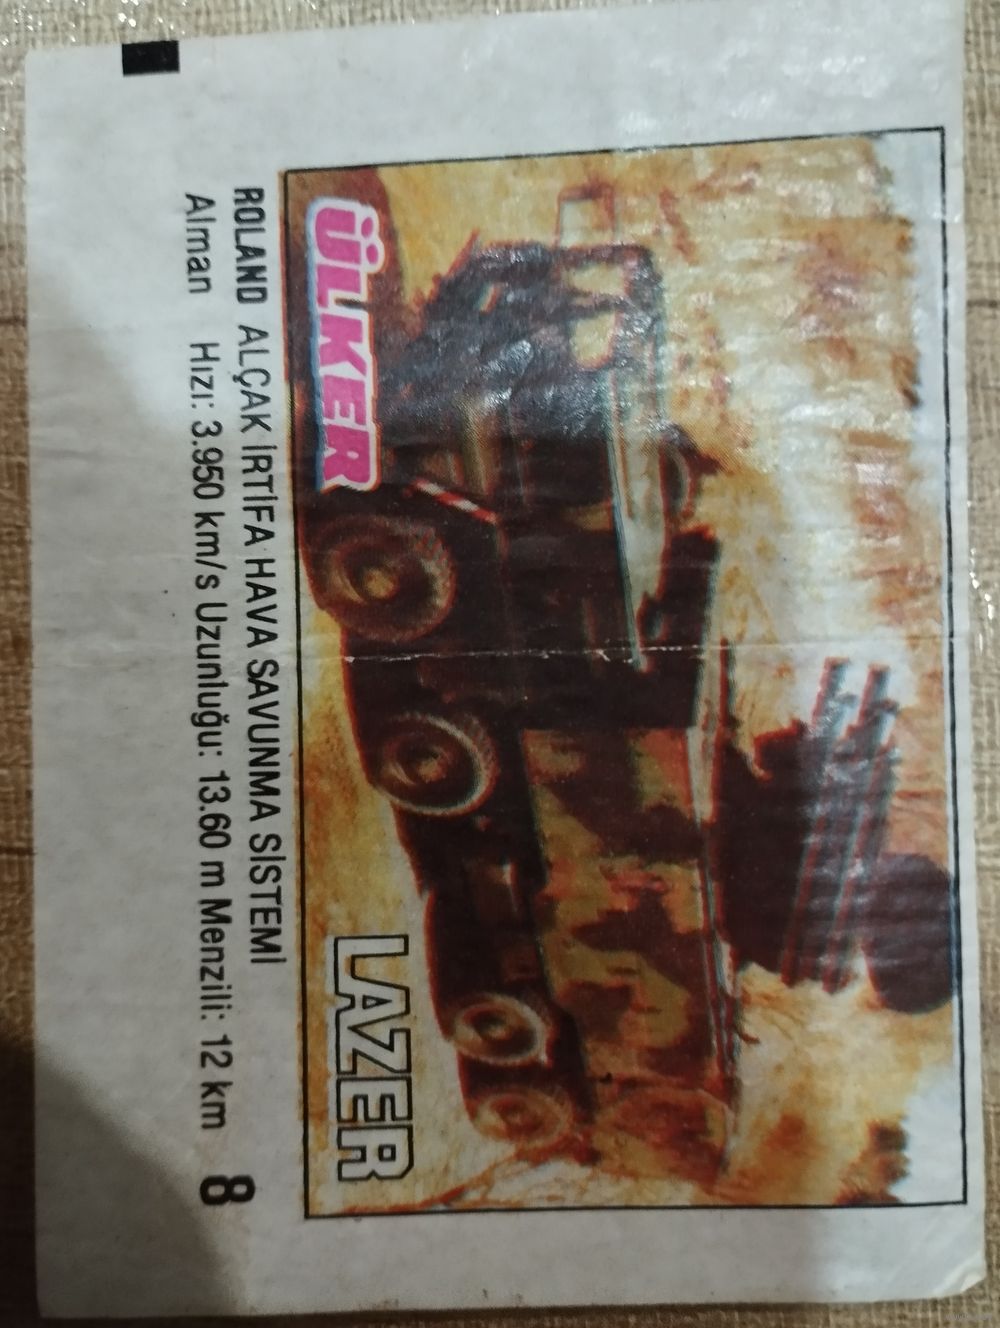 ÜLKER
LAZER
ROLAND ALÇAK İRTİFA HAVA SAVUNMA SİSTEMİ
Alman Hızı: 3.950 km/s Uzunluğu: 13.60 m Menzili: 12 km 8